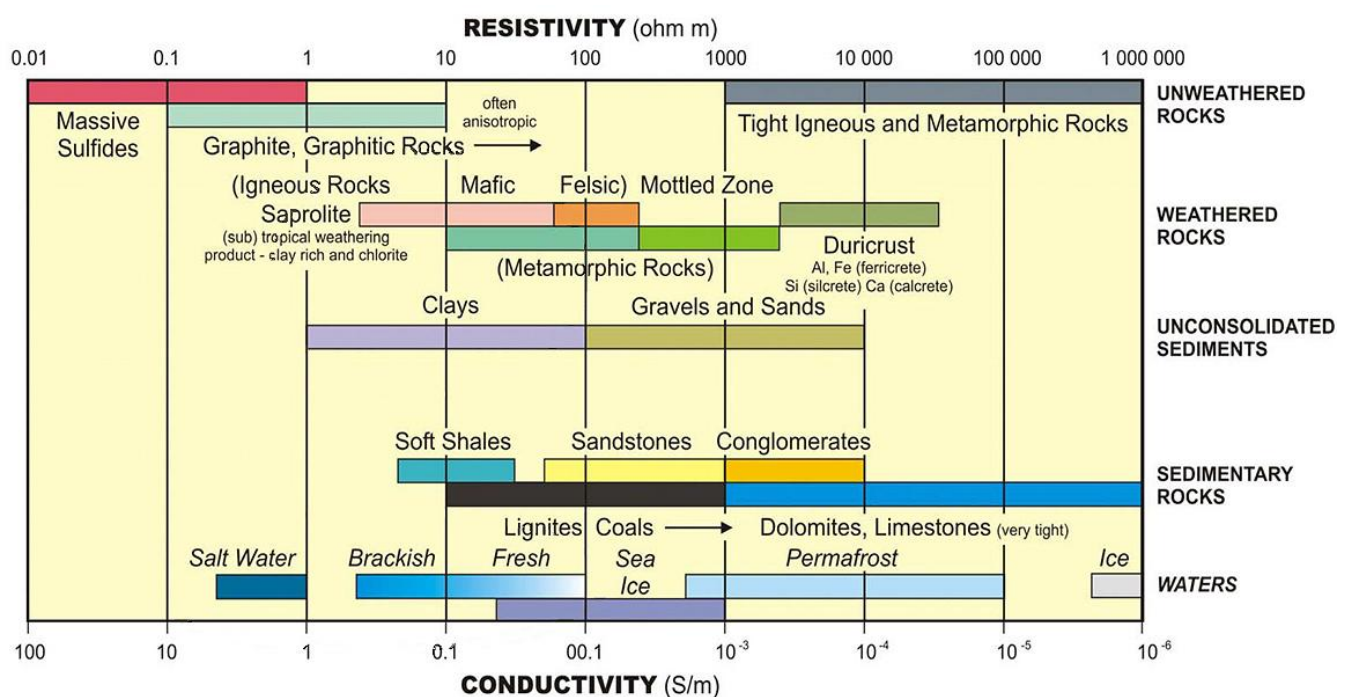 RESISTIVITY (ohm m)
0.01 0.1 1 10 100 1000 10 000 100 000 1 000 000
Massive
Sulfides
often
anisotropic
Graphite, Graphitic Rocks
Tight Igneous and Metamorphic Rocks
UNWEATHERED
ROCKS
(Igneous Rocks Mafic Felsic) Mottled Zone
Saprolite
(sub) tropical weathering
product - clay rich and chlorite
(Metamorphic Rocks)
Duricrust
Al, Fe (ferricrete)
Si (silcrete) Ca (calcrete)
WEATHERED
ROCKS
Clays Gravels and Sands
UNCONSOLIDATED
SEDIMENTS
Soft Shales Sandstones Conglomerates
SEDIMENTARY
ROCKS
Lignites Coals Dolomites, Limestones (very tight)
Salt Water Brackish Fresh Sea
Ice
Permafrost Ice
WATERS
100 10 1 0.1 00.1 10-3 10-4 10-5 10-6
CONDUCTIVITY (S/m)